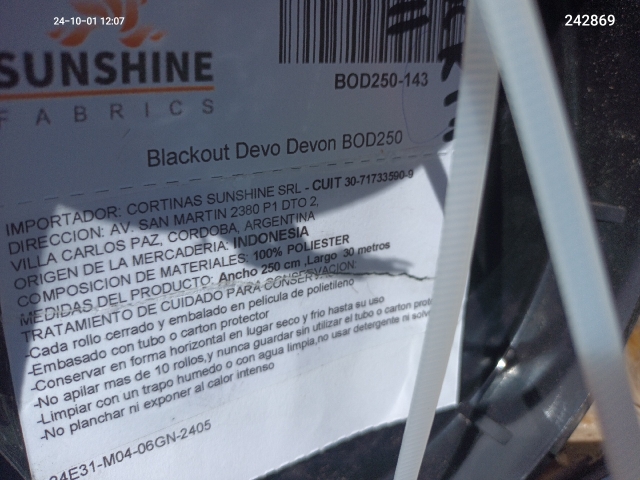 24-10-01 12:07
242869
SUNSHINE
FABRICS
BOD250-143
Blackout Devo Devon BOD250
IMPORTADOR: CORTINAS SUNSHINE SRL - CUIT 30-71733590-9
DIRECCION: AV. SAN MARTIN 2380 P1 DTO 2,
VILLA CARLOS PAZ, CORDOBA, ARGENTINA
ORIGEN DE LA MERCADERIA: INDONESIA
COMPOSICION DE MATERIALES: 100% POLIESTER
MEDIDAS DEL PRODUCTO: Ancho 250 cm ,Largo 30 metros
TRATAMIENTO DE CUIDADO PARA CONSERVACION:
-Cada rollo cerrado y embalado en pelicula de polietileno
-Embasado con tubo o carton protector
-Conservar en forma horizontal en lugar seco y frio hasta su uso
-No apilar mas de 10 rollos,y nunca guardar sin utilizar el tubo o carton
-Limpiar con un trapo humedo o con agua limpia,no usar detergente ni
-No planchar ni exponer al calor intenso
04E31-M04-06GN-2405